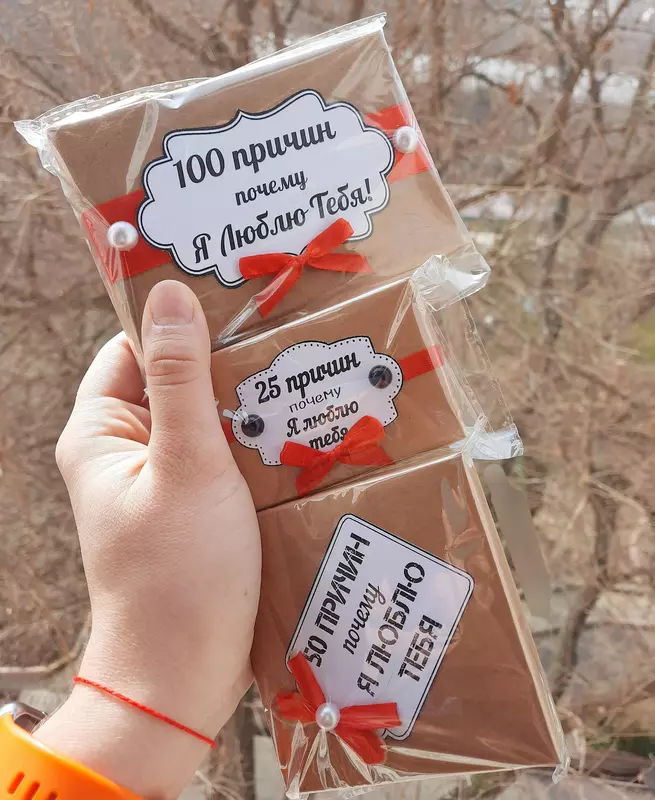 100 причин
почему
Я Люблю Тебя!
25 причин
почему
Я люблю
тебя
50 ПРИЧИН
почему
Я ЛЮБЛЮ
ТЕБЯ